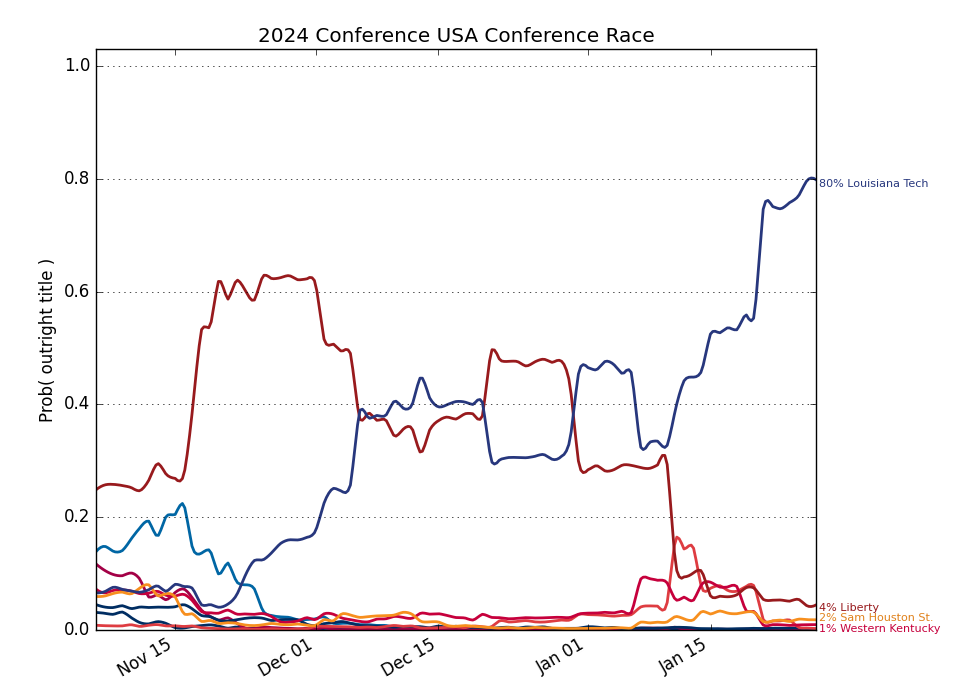 2024 Conference USA Conference Race
Prob( outright title )
1.0
0.8
0.6
0.4
0.2
0.0
Nov 15
Dec 01
Dec 15
Jan 01
Jan 15
80% Louisiana Tech
4% Liberty
2% Sam Houston St.
1% Western Kentucky